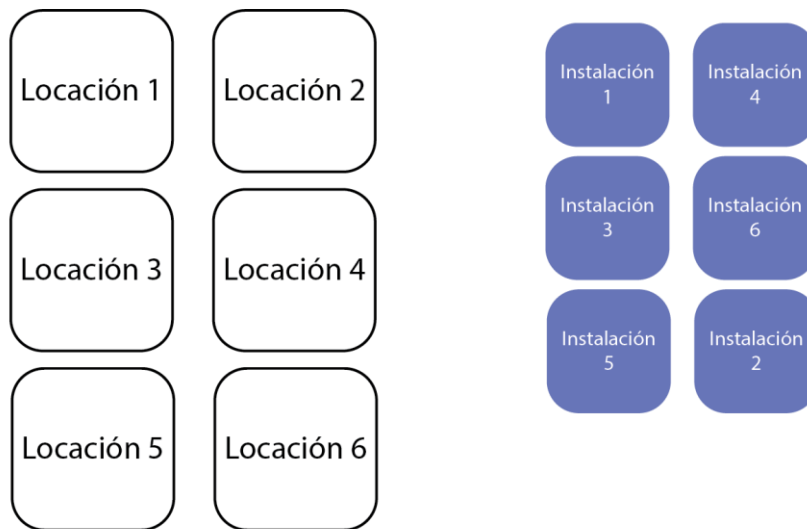 Locación 1
Locación 2
Locación 3
Locación 4
Locación 5
Locación 6
Instalación
1
Instalación
4
Instalación
3
Instalación
6
Instalación
5
Instalación
2